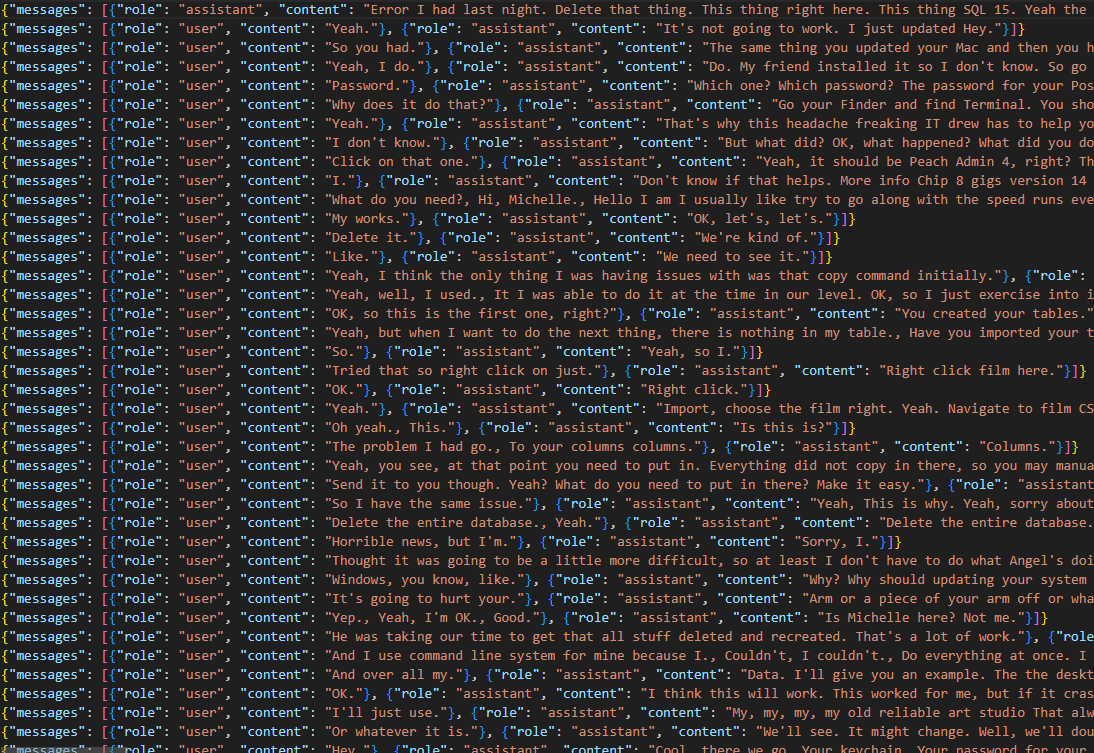 {"messages": [{"role": "assistant", "content": "Error I had last night. Delete that thing. This thing right here. This thing SQL 15. Yeah the
{"messages": [{"role": "user", "content": "Yeah."}, {"role": "assistant", "content": "It's not going to work. I just updated Hey."}]}
{"messages": [{"role": "user", "content": "So you had."}, {"role": "assistant", "content": "The same thing you updated your Mac and then you h
{"messages": [{"role": "user", "content": "Yeah, I do."}, {"role": "assistant", "content": "Do. My friend installed it so I don't know. So go
{"messages": [{"role": "user", "content": "Password."}, {"role": "assistant", "content": "Which one? Which password? The password for your Pos
{"messages": [{"role": "user", "content": "Why does it do that?"}, {"role": "assistant", "content": "Go your Finder and find Terminal. You sho
{"messages": [{"role": "user", "content": "Yeah."}, {"role": "assistant", "content": "That's why this headache freaking IT drew has to help yo
{"messages": [{"role": "user", "content": "I don't know."}, {"role": "assistant", "content": "But what did? OK, what happened? What did you do
{"messages": [{"role": "user", "content": "Click on that one."}, {"role": "assistant", "content": "Yeah, it should be Peach Admin 4, right? Th
{"messages": [{"role": "user", "content": "I."}, {"role": "assistant", "content": "Don't know if that helps. More info Chip 8 gigs version 14
{"messages": [{"role": "user", "content": "What do you need?, Hi, Michelle., Hello I am I usually like try to go along with the speed runs eve
{"messages": [{"role": "user", "content": "My works."}, {"role": "assistant", "content": "OK, let's, let's."}]}
{"messages": [{"role": "user", "content": "Delete it."}, {"role": "assistant", "content": "We're kind of."}]}
{"messages": [{"role": "user", "content": "Like."}, {"role": "assistant", "content": "We need to see it."}]}
{"messages": [{"role": "user", "content": "Yeah, I think the only thing I was having issues with was that copy command initially."}, {"role":
{"messages": [{"role": "user", "content": "Yeah, well, I used., It I was able to do it at the time in our level. OK, so I just exercise into i
{"messages": [{"role": "user", "content": "OK, so this is the first one, right?"}, {"role": "assistant", "content": "You created your tables."
{"messages": [{"role": "user", "content": "Yeah, but when I want to do the next thing, there is nothing in my table., Have you imported your t
{"messages": [{"role": "user", "content": "So."}, {"role": "assistant", "content": "Yeah, so I."}]}
{"messages": [{"role": "user", "content": "Tried that so right click on just."}, {"role": "assistant", "content": "Right click film here."}]}
{"messages": [{"role": "user", "content": "OK."}, {"role": "assistant", "content": "Right click."}]}
{"messages": [{"role": "user", "content": "Yeah."}, {"role": "assistant", "content": "Import, choose the film right. Yeah. Navigate to film CS
{"messages": [{"role": "user", "content": "Oh yeah., This."}, {"role": "assistant", "content": "Is this is?"}]}
{"messages": [{"role": "user", "content": "The problem I had go., To your columns columns."}, {"role": "assistant", "content": "Columns."}]}
{"messages": [{"role": "user", "content": "Yeah, you see, at that point you need to put in. Everything did not copy in there, so you may manua
{"messages": [{"role": "user", "content": "Send it to you though. Yeah? What do you need to put in there? Make it easy."}, {"role": "assistant
{"messages": [{"role": "user", "content": "So I have the same issue."}, {"role": "assistant", "content": "Yeah, This is why. Yeah, sorry about
{"messages": [{"role": "user", "content": "Delete the entire database., Yeah."}, {"role": "assistant", "content": "Delete the entire database.
{"messages": [{"role": "user", "content": "Horrible news, but I'm."}, {"role": "assistant", "content": "Sorry, I."}]}
{"messages": [{"role": "user", "content": "Thought it was going to be a little more difficult, so at least I don't have to do what Angel's doi
{"messages": [{"role": "user", "content": "Windows, you know, like."}, {"role": "assistant", "content": "Why? Why should updating your system
{"messages": [{"role": "user", "content": "It's going to hurt your."}, {"role": "assistant", "content": "Arm or a piece of your arm off or wha
{"messages": [{"role": "user", "content": "Yep., Yeah, I'm OK., Good."}, {"role": "assistant", "content": "Is Michelle here? Not me."}]}
{"messages": [{"role": "user", "content": "He was taking our time to get that all stuff deleted and recreated. That's a lot of work."}, {"role
{"messages": [{"role": "user", "content": "And I use command line system for mine because I., Couldn't, I couldn't., Do everything at once. I
{"messages": [{"role": "user", "content": "And over all my."}, {"role": "assistant", "content": "Data. I'll give you an example. The the deskt
{"messages": [{"role": "user", "content": "OK."}, {"role": "assistant", "content": "I think this will work. This worked for me, but if it cras
{"messages": [{"role": "user", "content": "I'll just use."}, {"role": "assistant", "content": "My, my, my, my old reliable art studio That alw
{"messages": [{"role": "user", "content": "Or whatever it is."}, {"role": "assistant", "content": "We'll see. It might change. Well, we'll dou
{"messages": [{"role": "user", "content": "Hey."}, {"role": "assistant", "content": "Cool, there we go. Your keychain. Your password for your